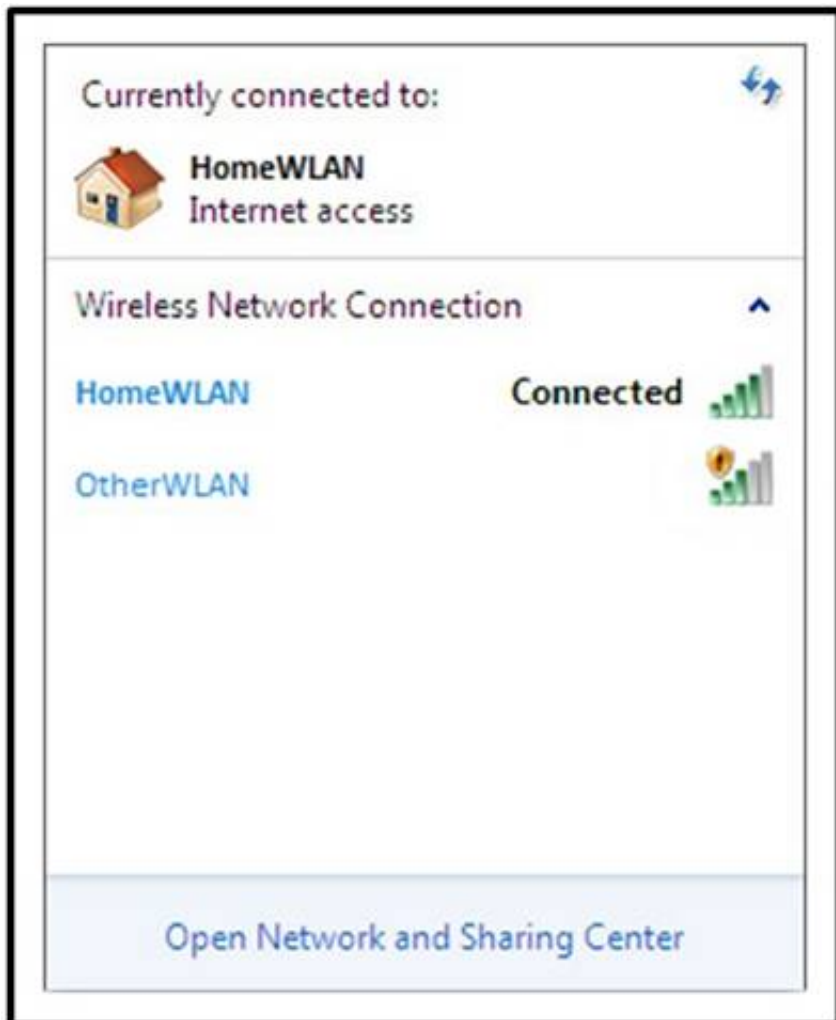 Currently connected to:
HomeWLAN
Internet access
Wireless Network Connection
HomeWLAN Connected
OtherWLAN
Open Network and Sharing Center